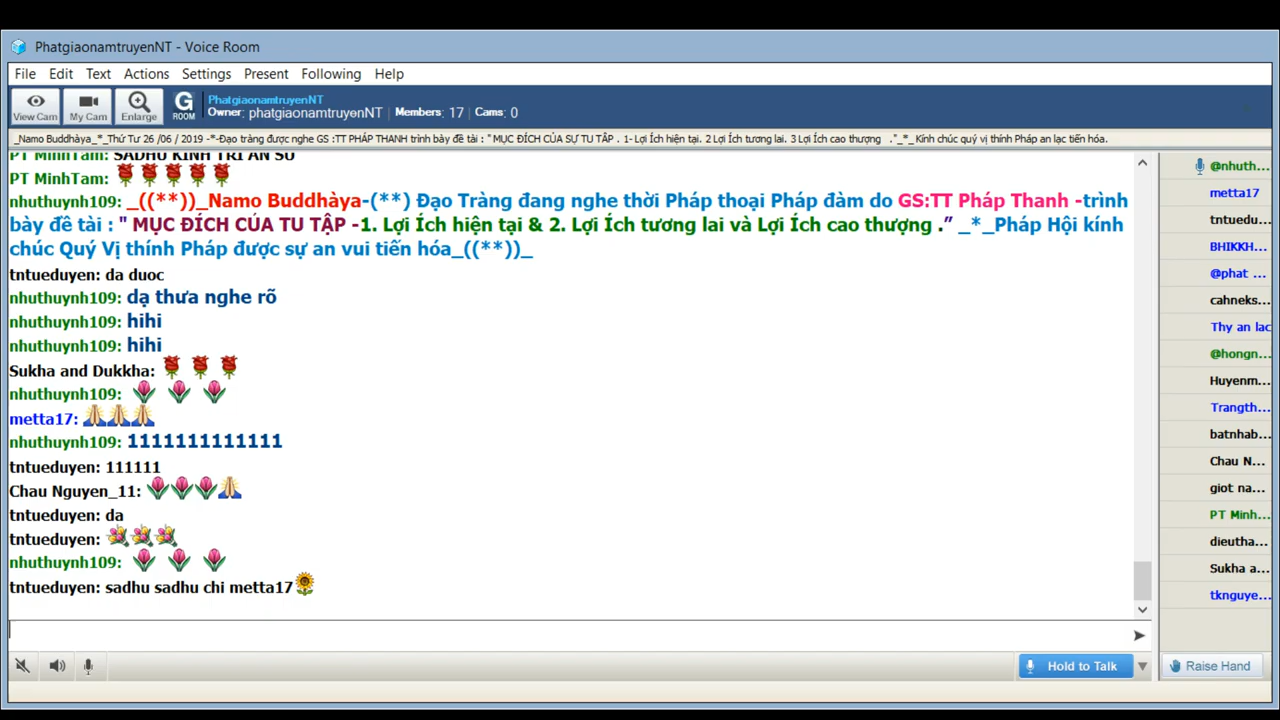 PhatgiaonamtruyenNT - Voice Room
File Edit Text Actions Settings Present Following Help
View Cam My Cam Enlarge G ROOM PhatgiaonamtruyenNT
Owner: phatgiaonamtruyenNT Members: 17 Cams: 0
_Namo Buddhàya_*_Thứ Tư 26 /06 / 2019 -*-Đạo tràng được nghe GS :TT PHÁP THANH trình bày đề tài : " MỤC ĐÍCH CỦA SỰ TU TẬP . 1- Lợi Ích hiện tại. 2 Lợi Ích tương lai. 3 Lợi Ích cao thượng ."_*_ Kính chúc quý vị thính Pháp an lạc tiến hóa.
PT MinhTam: SADHU KINH TRI AN SU
PT MinhTam:
nhuthuynh109: _((**))_Namo Buddhàya-(**) Đạo Tràng đang nghe thời Pháp thoại Pháp đàm do GS:TT Pháp Thanh -trình
bày đề tài : " MỤC ĐÍCH CỦA TU TẬP -1. Lợi Ích hiện tại & 2. Lợi Ích tương lai và Lợi Ích cao thượng .” _*_Pháp Hội kính
chúc Quý Vị thính Pháp được sự an vui tiến hóa_((**))_
tntueduyen: da duoc
nhuthuynh109: dạ thưa nghe rõ
nhuthuynh109: hihi
nhuthuynh109: hihi
Sukha and Dukkha:
nhuthuynh109:
metta17:
nhuthuynh109: 1111111111111
tntueduyen: 111111
Chau Nguyen_11:
tntueduyen: da
tntueduyen:
nhuthuynh109:
tntueduyen: sadhu sadhu chi metta17
@nhuth...
metta17
tntuedu...
BHIKKH...
@phat ...
cahneks...
Thy an lac
@hongn...
Huyenm...
Trangth...
batnhab...
Chau N...
giot na...
PT Minh...
dieutha...
Sukha a...
tknguye...
Hold to Talk
Raise Hand